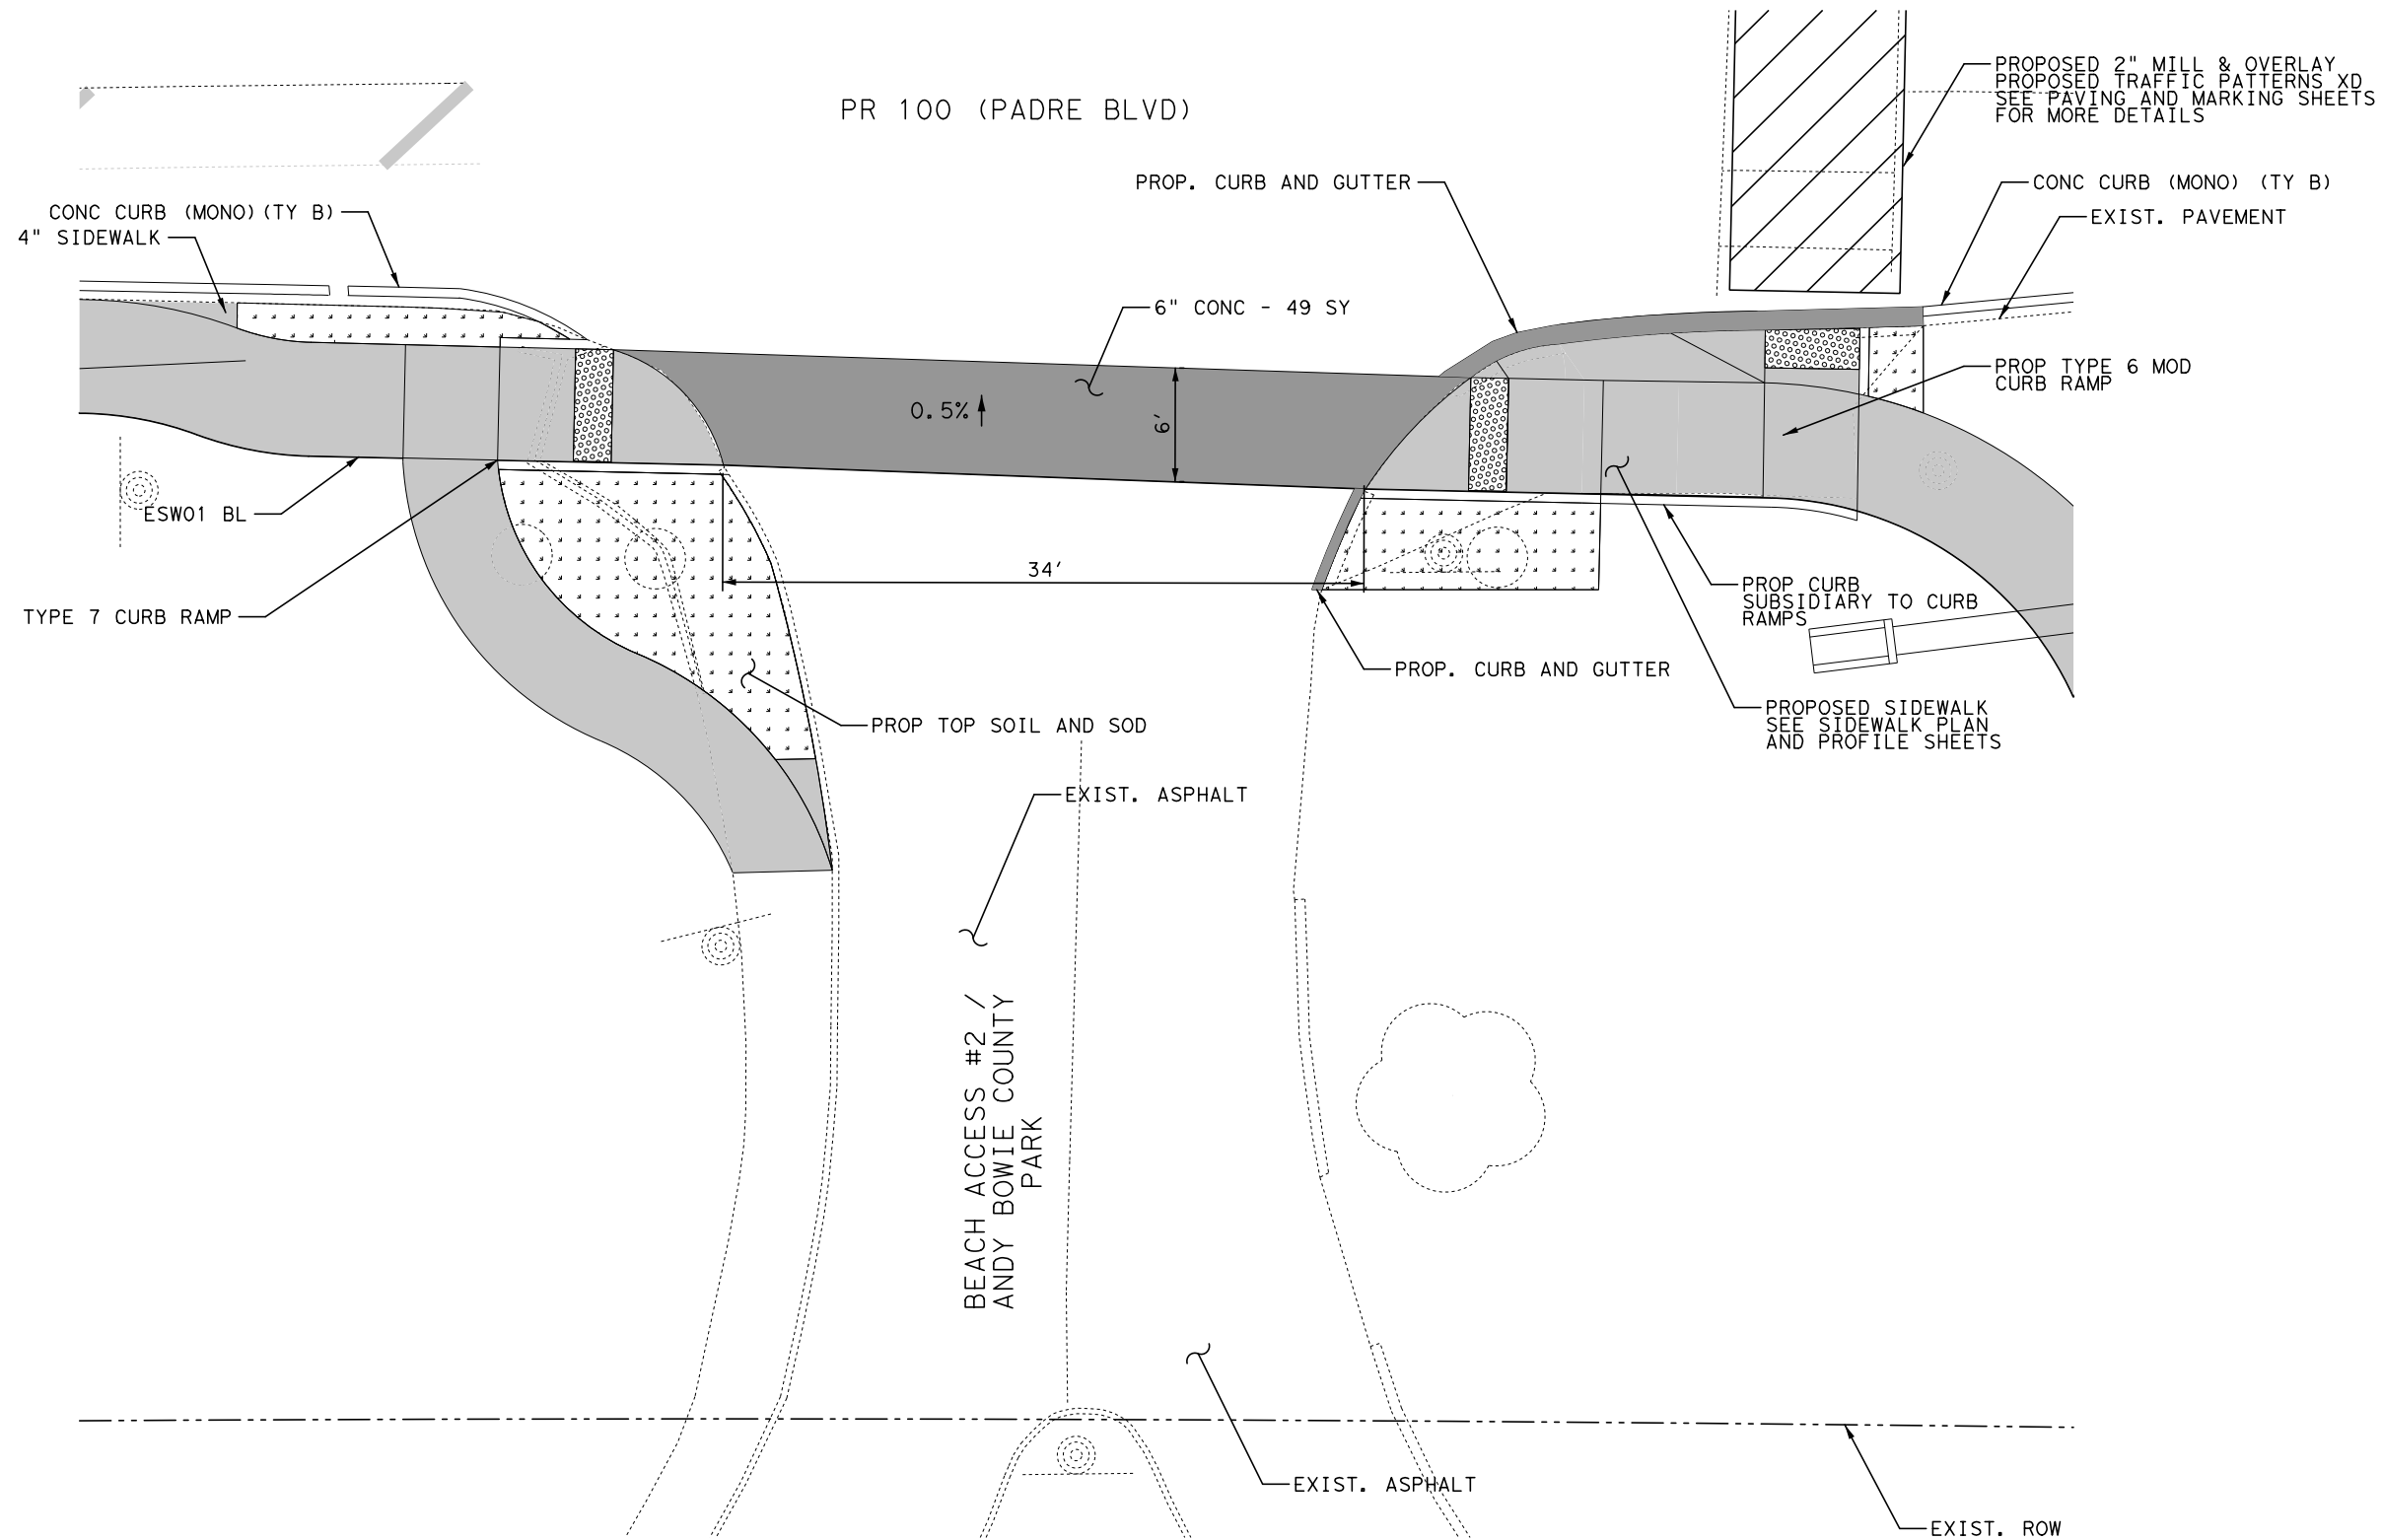 PR 100 (PADRE BLVD)
PROPOSED 2" MILL & OVERLAY
PROPOSED TRAFFIC PATTERNS XD
SEE PAVING AND MARKING SHEETS
FOR MORE DETAILS
PROP. CURB AND GUTTER
CONC CURB (MONO) (TY B)
EXIST. PAVEMENT
CONC CURB (MONO)(TY B)
4" SIDEWALK
6" CONC - 49 SY
PROP TYPE 6 MOD
CURB RAMP
0.5%
6'
ESW01 BL
34'
TYPE 7 CURB RAMP
PROP CURB
SUBSIDIARY TO CURB
RAMPS
PROP. CURB AND GUTTER
PROPOSED SIDEWALK
SEE SIDEWALK PLAN
AND PROFILE SHEETS
PROP TOP SOIL AND SOD
EXIST. ASPHALT
BEACH ACCESS #2 /
ANDY BOWIE COUNTY
PARK
EXIST. ASPHALT
EXIST. ROW